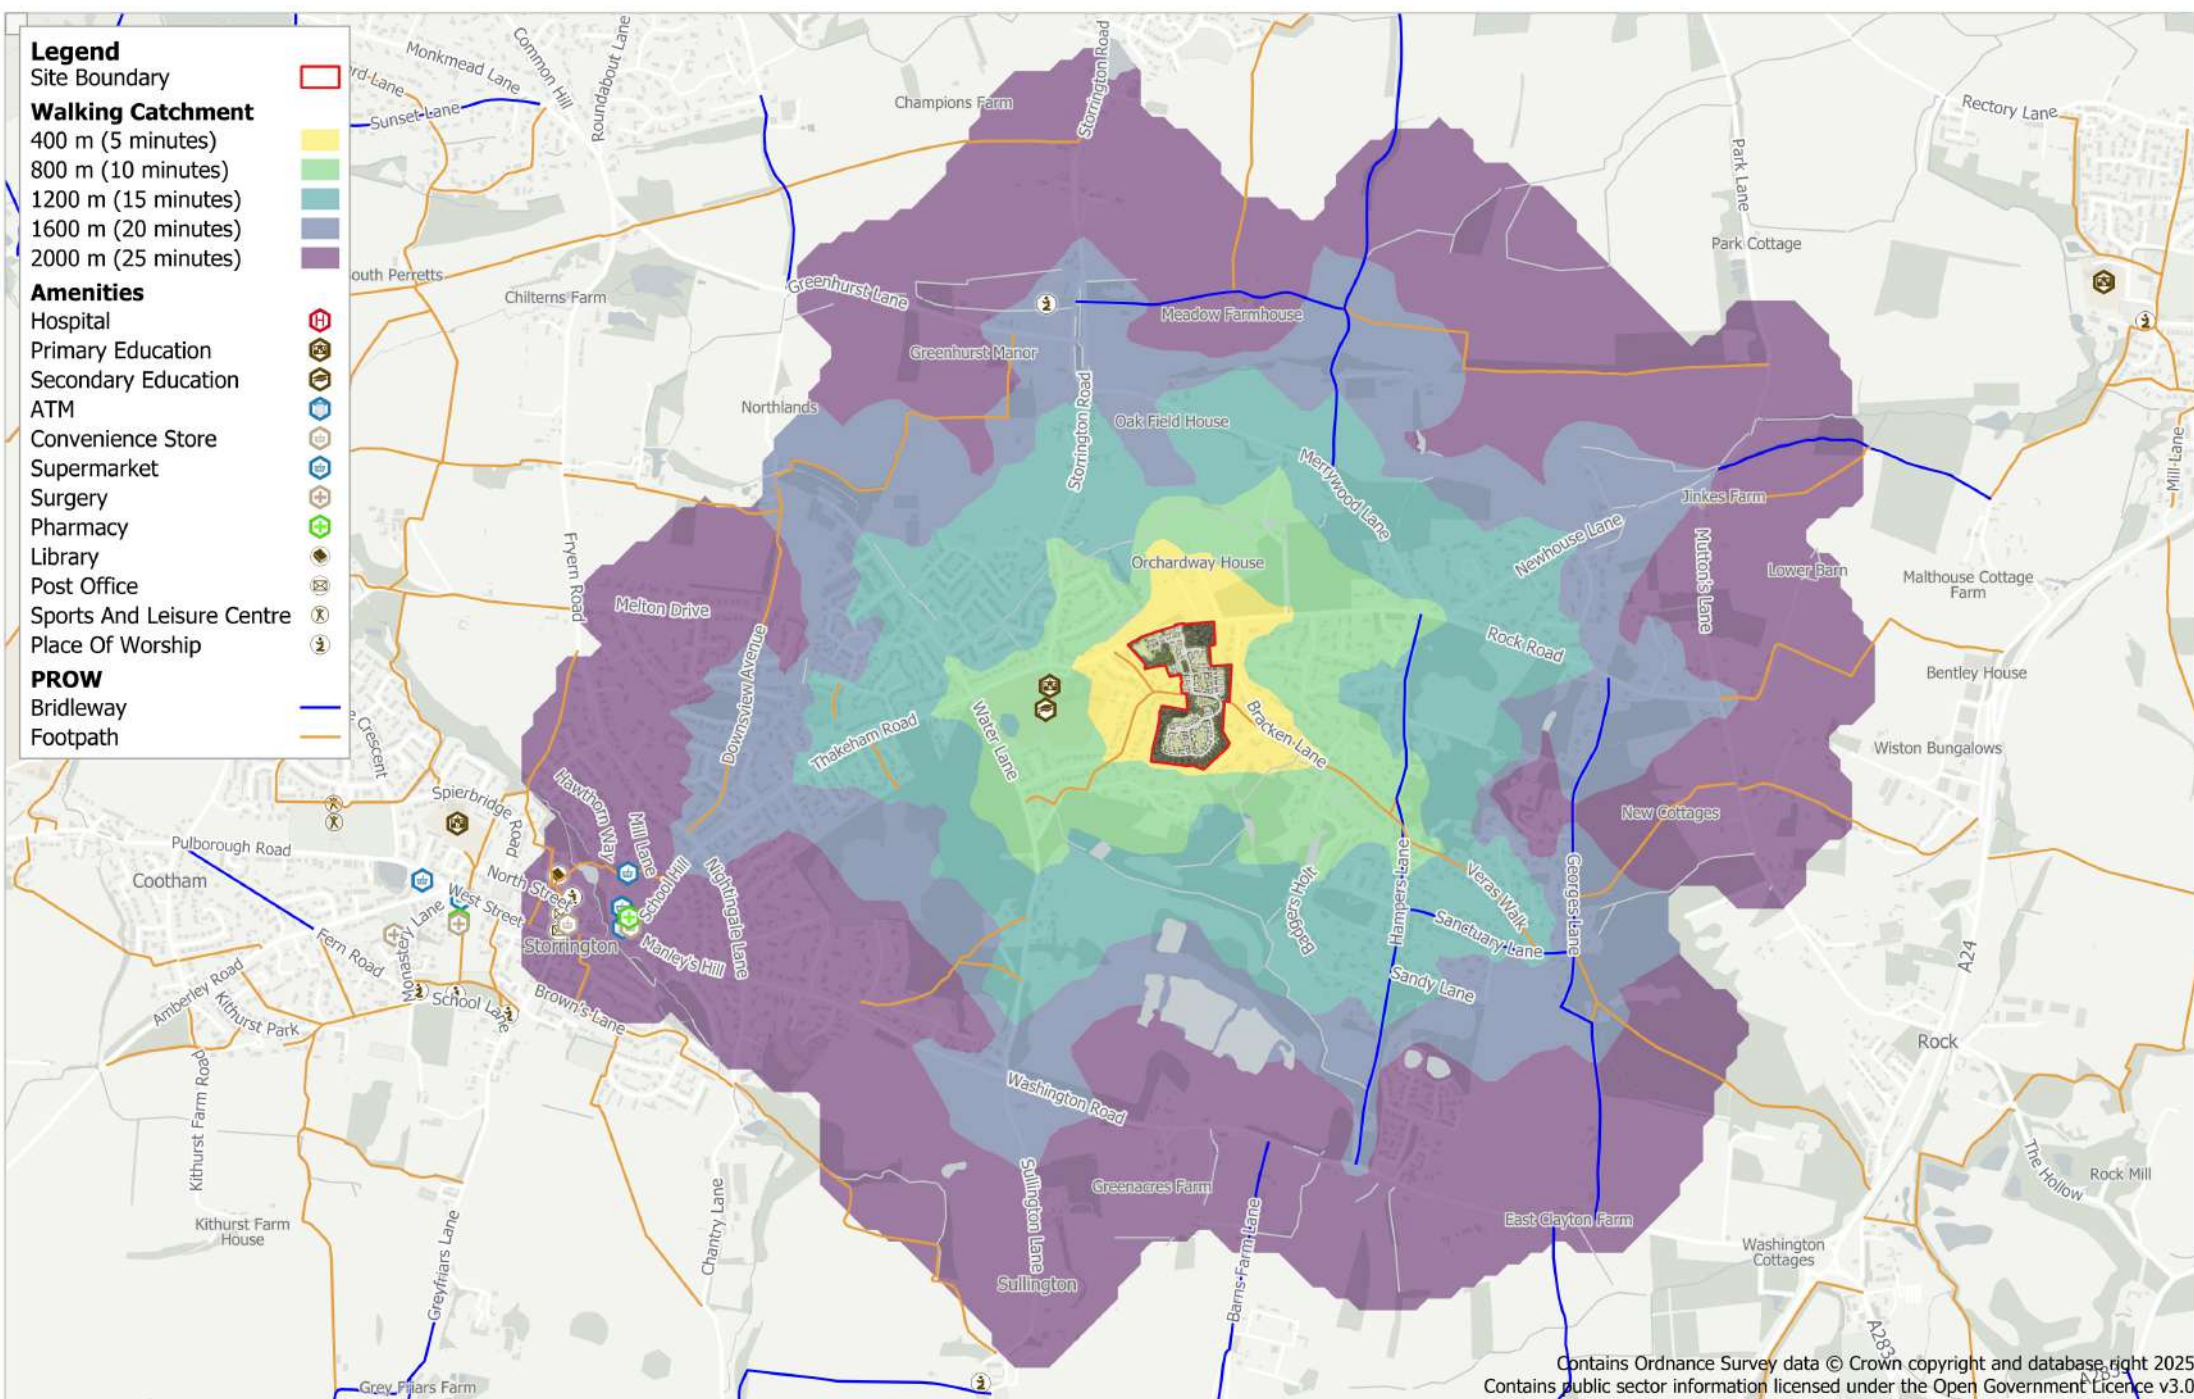 Legend
Site Boundary
Walking Catchment
400 m (5 minutes)
800 m (10 minutes)
1200 m (15 minutes)
1600 m (20 minutes)
2000 m (25 minutes)
Amenities
Hospital
Primary Education
Secondary Education
ATM
Convenience Store
Supermarket
Surgery
Pharmacy
Library
Post Office
Sports And Leisure Centre
Place Of Worship
PROW
Bridleway
Footpath
Monkmead Lane
Common Hill
Roundabout Lane
Sunset Lane
Champions Farm
Storrington Road
Rectory Lane
Park Lane
Park Cottage
Perretts
Chilterns Farm
Greenhurst Lane
Meadow Farmhouse
Greenhurst Manor
Northlands
Storrington Road
Oak Field House
Merrywood Lane
Mill Lane
Jinkes Farm
Newhouse Lane
Fryern Road
Orchardway House
Mutton's Lane
Lower Barn
Malthouse Cottage
Farm
Melton Drive
Downsview Avenue
Rock Road
Bentley House
Water Lane
Thakeham Road
Bracken Lane
Wiston Bungalows
Crescent
Hawthorn Way
Spierbridge Road
Mill Lane
New Cottages
Pulborough Road
Cootham
North Street
West Street
School Hill
Nightingale Lane
Badgers Holt
Hampers Lane
Veras Walk
Georges Lane
Sanctuary Lane
Monastery Lane
Fern Road
Storrington
Manley's Hill
Sandy Lane
A24
Amberley Road
Kithurst Park
School Lane
Brown's Lane
Rock
Kithurst Farm Road
Washington Road
The Hollow
Rock Mill
Sullington Lane
Greenacres Farm
East Clayton Farm
Kithurst Farm
House
Greyfriars Lane
Chantry Lane
Barns Farm Lane
Washington
Cottages
Sullington
A283
Grey Friars Farm
A283
Contains Ordnance Survey data © Crown copyright and database right 2025
Contains public sector information licensed under the Open Government Licence v3.0